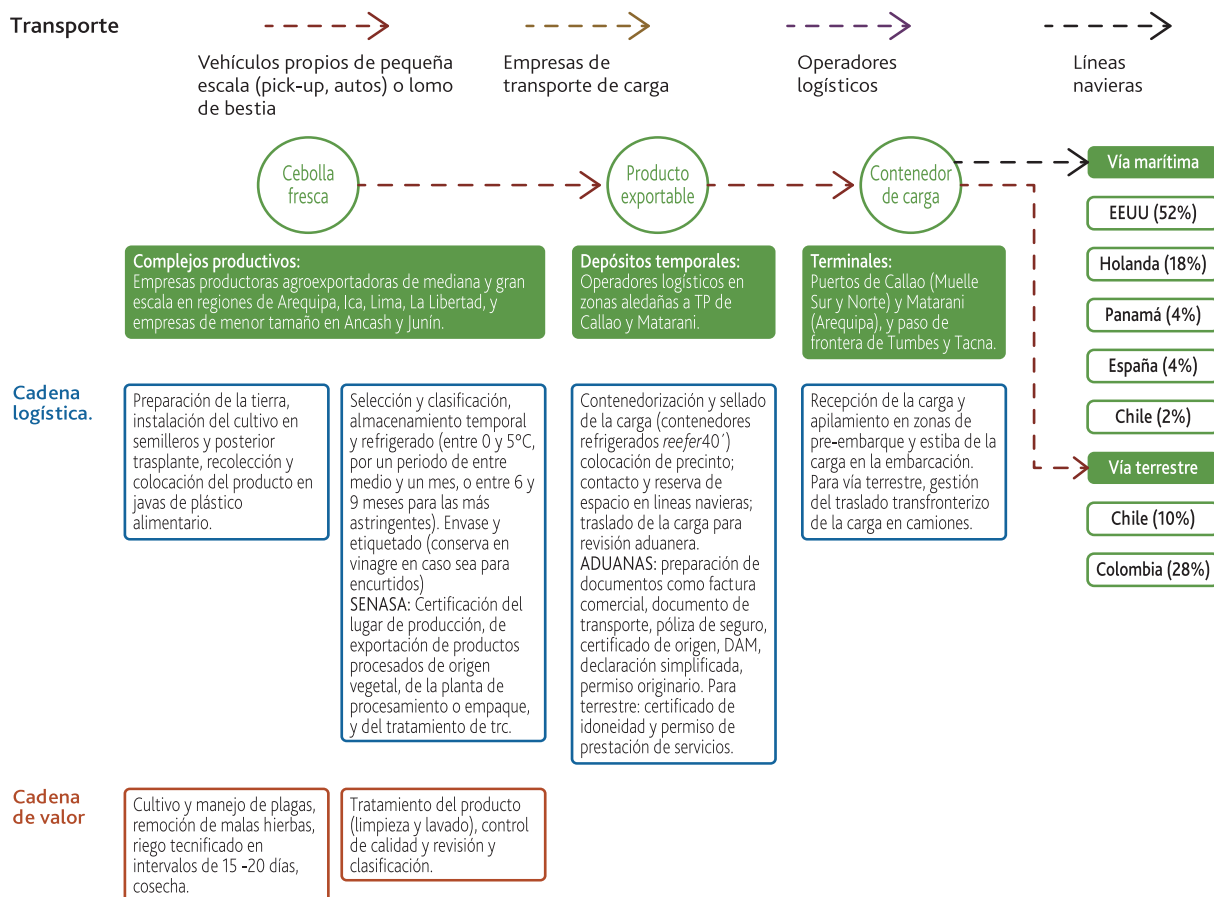 Transporte
Vehículos propios de pequeña
escala (pick-up, autos) o lomo
de bestia
Empresas de
transporte de carga
Operadores
logísticos
Líneas
navieras
Cebolla
fresca
Producto
exportable
Contenedor
de carga
Vía marítima
EEUU (52%)
Holanda (18%)
Panamá (4%)
España (4%)
Chile (2%)
Vía terrestre
Chile (10%)
Colombia (28%)
Complejos productivos:
Empresas productoras agroexportadoras de mediana y gran
escala en regiones de Arequipa, Ica, Lima, La Libertad, y
empresas de menor tamaño en Ancash y Junín.
Depósitos temporales:
Operadores logísticos en
zonas aledañas a TP de
Callao y Matarani.
Terminales:
Puertos de Callao (Muelle
Sur y Norte) y Matarani
(Arequipa), y paso de
frontera de Tumbes y Tacna.
Cadena
logística.
Preparación de la tierra,
instalación del cultivo en
semilleros y posterior
trasplante, recolección y
colocación del producto en
javas de plástico
alimentario.
Selección y clasificación,
almacenamiento temporal
y refrigerado (entre 0 y 5°C,
por un periodo de entre
medio y un mes, o entre 6 y
9 meses para las más
astringentes). Envase y
etiquetado (conserva en
vinagre en caso sea para
encurtidos)
SENASA: Certificación del
lugar de producción, de
exportación de productos
procesados de origen
vegetal, de la planta de
procesamiento o empaque,
y del tratamiento de trc.
Contenedorización y sellado
de la carga (contenedores
refrigerados reefer40´)
colocación de precinto;
contacto y reserva de
espacio en lineas navieras;
traslado de la carga para
revisión aduanera.
ADUANAS: preparación de
documentos como factura
comercial, documento de
transporte, póliza de seguro,
certificado de origen, DAM,
declaración simplificada,
permiso originario. Para
terrestre: certificado de
idoneidad y permiso de
prestación de servicios.
Recepción de la carga y
apilamiento en zonas de
pre-embarque y estiba de la
carga en la embarcación.
Para vía terrestre, gestión
del traslado transfronterizo
de la carga en camiones.
Cadena
de valor
Cultivo y manejo de plagas,
remoción de malas hierbas,
riego tecnificado en
intervalos de 15 -20 días,
cosecha.
Tratamiento del producto
(limpieza y lavado), control
de calidad y revisión y
clasificación.